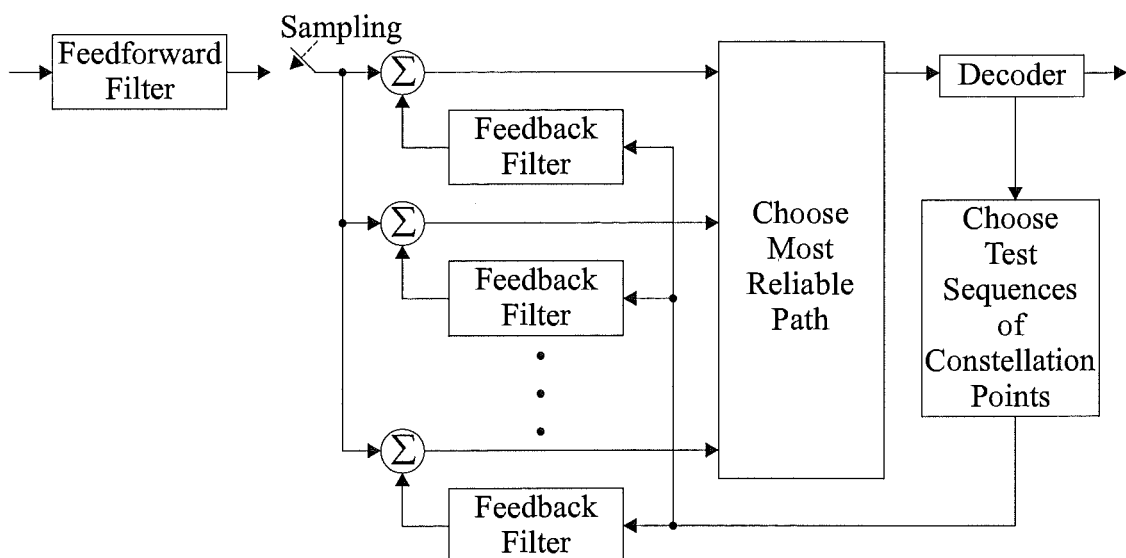 Sampling
Feedforward
Filter
Σ
Feedback
Filter
Σ
Feedback
Filter
Σ
Feedback
Filter
Choose
Most
Reliable
Path
Decoder
Choose
Test
Sequences
of
Constellation
Points